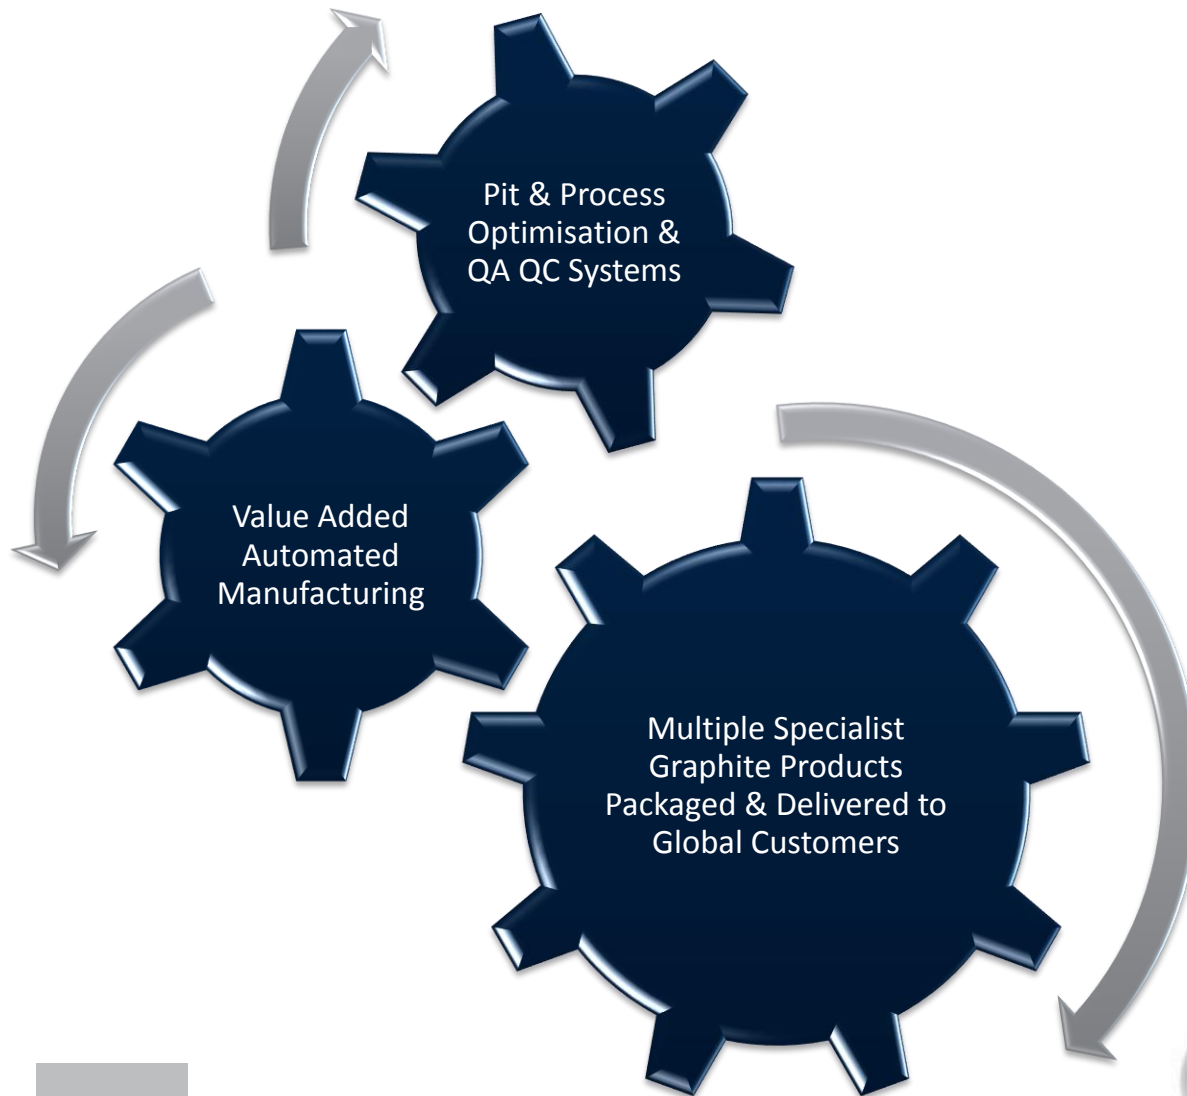 Pit & Process
Optimisation &
QA QC Systems
Value Added
Automated
Manufacturing
Multiple Specialist
Graphite Products
Packaged & Delivered to
Global Customers